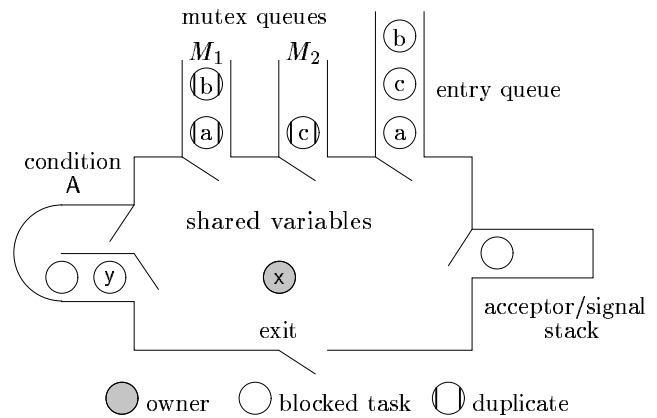 mutex queues
M1
M2
b
b
c
entry queue
a
c
a
condition
A
shared variables
y
x
exit
acceptor/signal
stack
owner
blocked task
duplicate